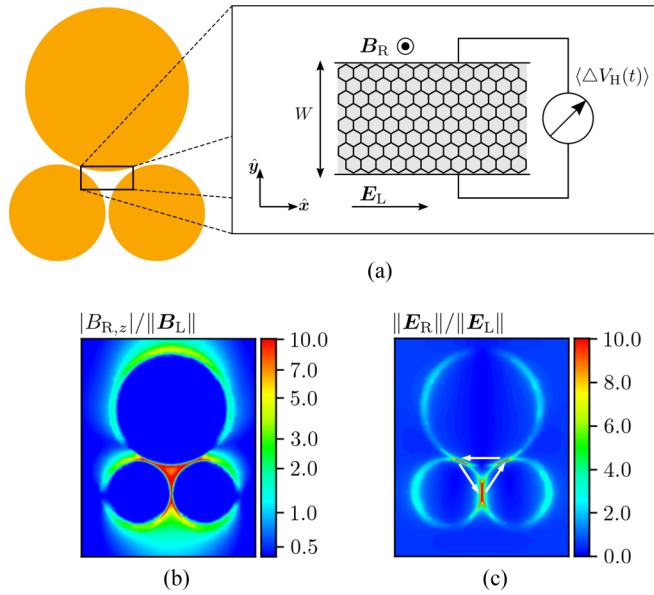 B_R
⟨△V_H(t)⟩
W
ŷ
x̂
E_L
(a)
|B_R,z|/‖B_L‖
‖E_R‖/‖E_L‖
10.0
7.0
5.0
3.0
2.0
1.0
0.5
10.0
8.0
6.0
4.0
2.0
0.0
(b)
(c)